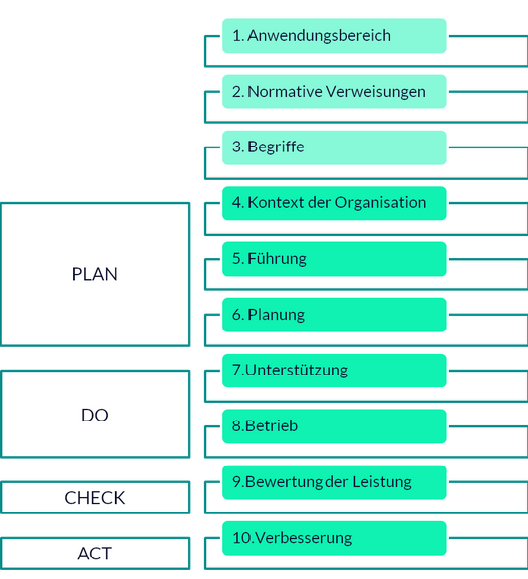 1. Anwendungsbereich
2. Normative Verweisungen
3. Begriffe
4. Kontext der Organisation
PLAN
5. Führung
6. Planung
7.Unterstützung
DO
8.Betrieb
9.Bewertung der Leistung
CHECK
10.Verbesserung
ACT